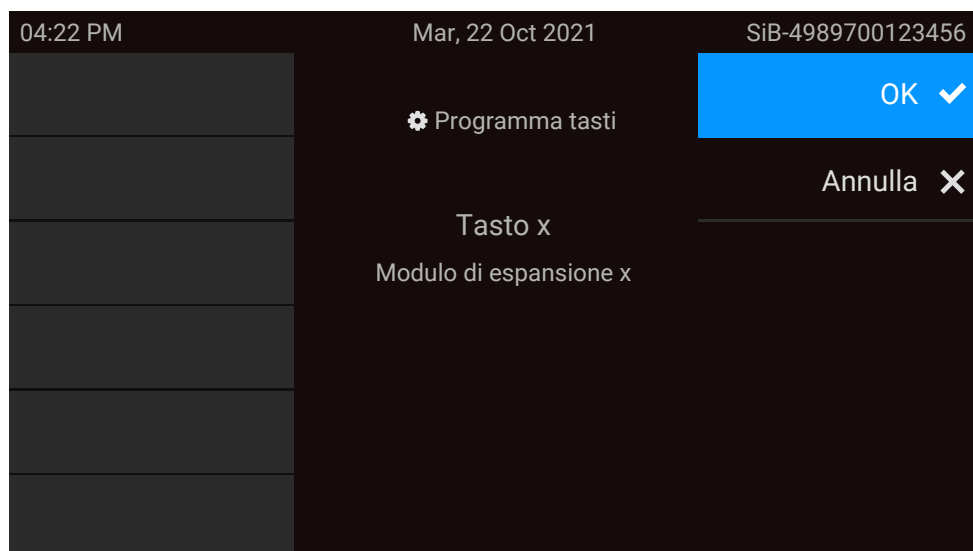 04:22 PM Mar, 22 Oct 2021 SiB-4989700123456
OK
Programma tasti
Annulla
Tasto x
Modulo di espansione x